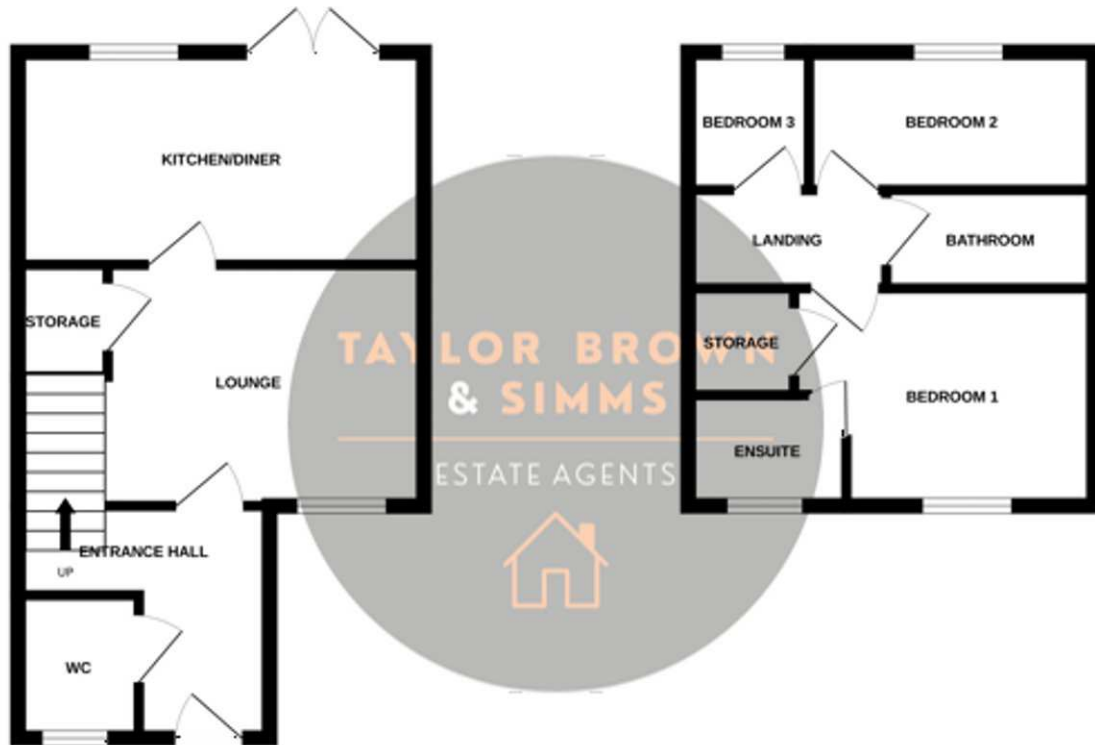 KITCHEN/DINER
STORAGE
LOUNGE
ENTRANCE HALL
UP
WC
BEDROOM 3
BEDROOM 2
LANDING
BATHROOM
STORAGE
BEDROOM 1
ENSUITE
TAYLOR BROWN
& SIMMS
ESTATE AGENTS